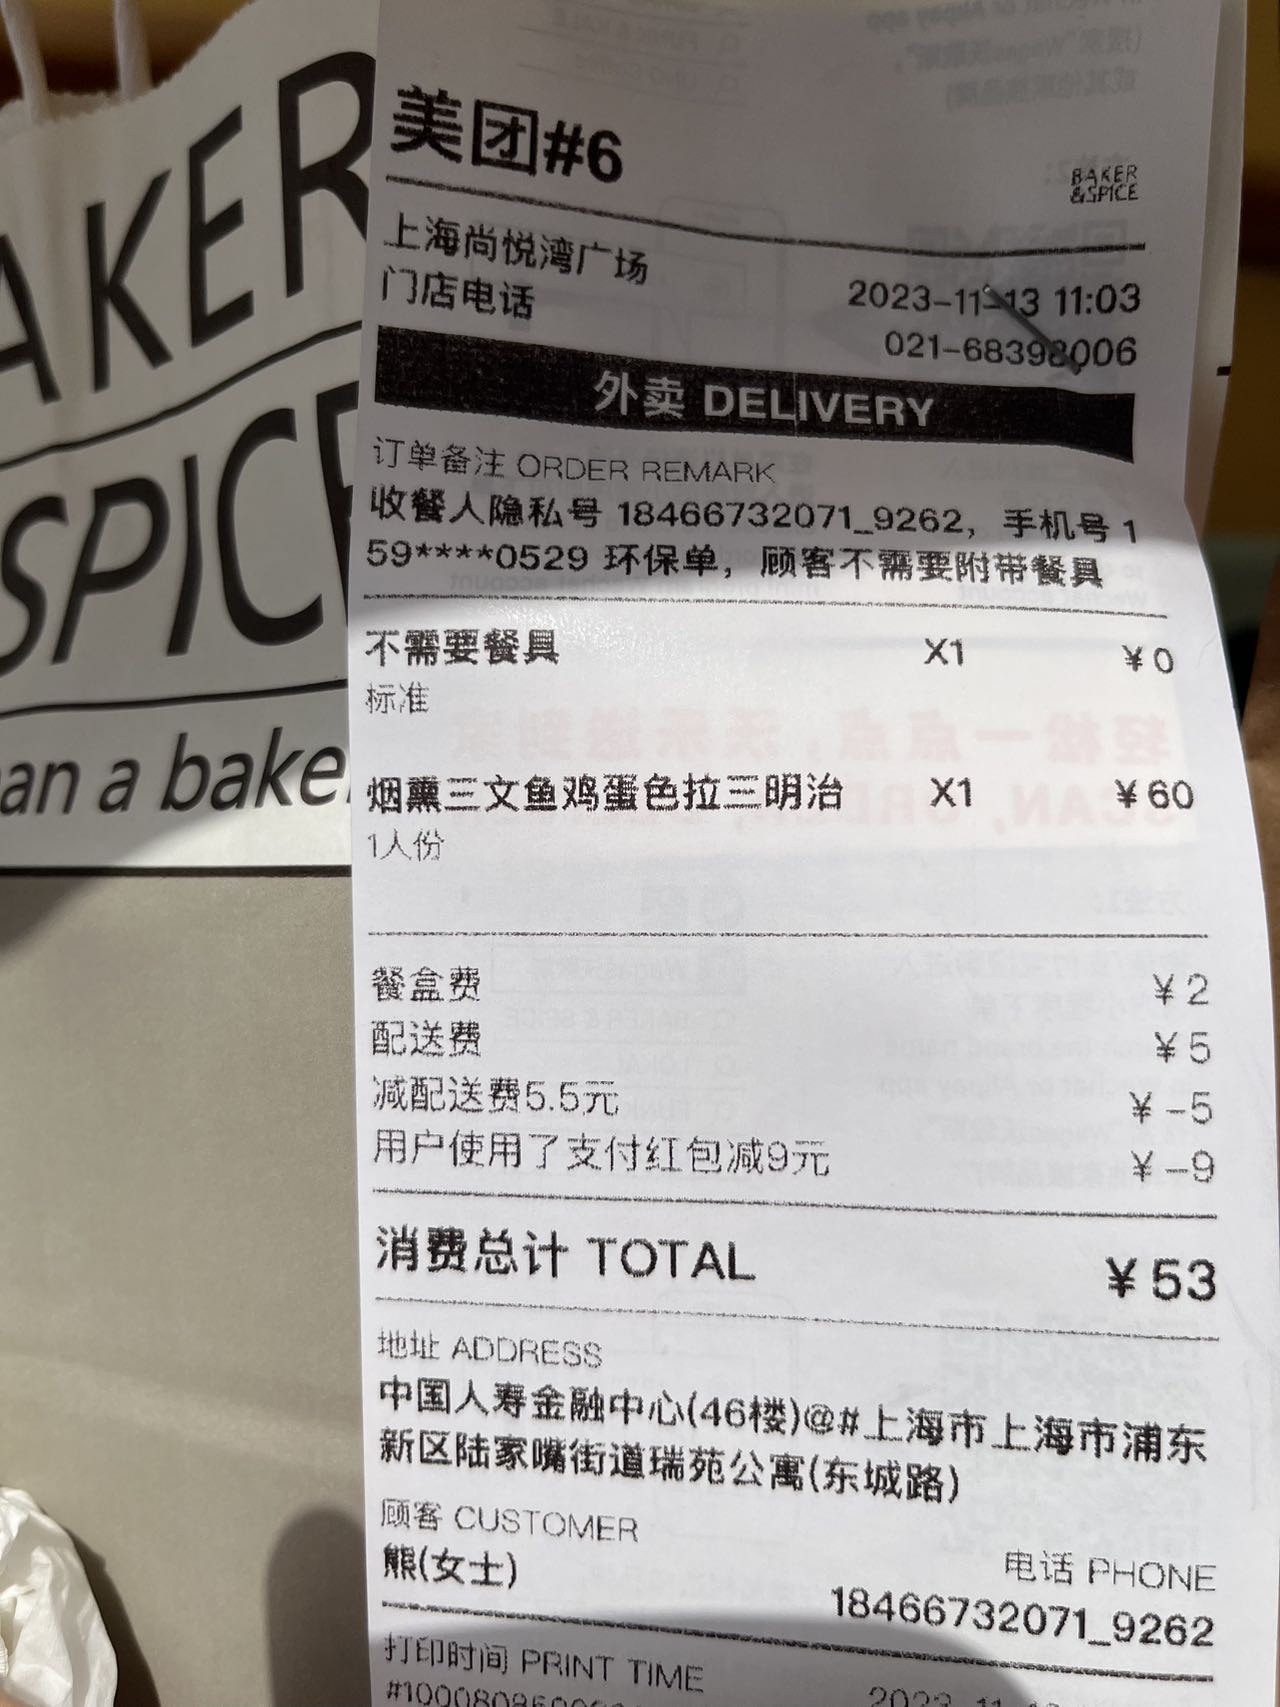 AKER
SPICE
an a bake
美团#6
BAKER
&SPICE
上海尚悦湾广场
2023-11-13 11:03
门店电话
021-68398006
外卖 DELIVERY
订单备注 ORDER REMARK
收餐人隐私号 18466732071_9262, 手机号 1
59****0529 环保单, 顾客不需要附带餐具
不需要餐具 X1 ¥0
标准
烟熏三文鱼鸡蛋色拉三明治 X1 ¥60
1人份
餐盒费 ¥2
配送费 ¥5
减配送费5.5元 ¥-5
用户使用了支付红包减9元 ¥-9
消费总计 TOTAL ¥53
地址 ADDRESS
中国人寿金融中心(46楼)@#上海市上海市浦东
新区陆家嘴街道瑞苑公寓(东城路)
顾客 CUSTOMER
电话 PHONE
熊(女士)
18466732071_9262
打印时间 PRINT TIME